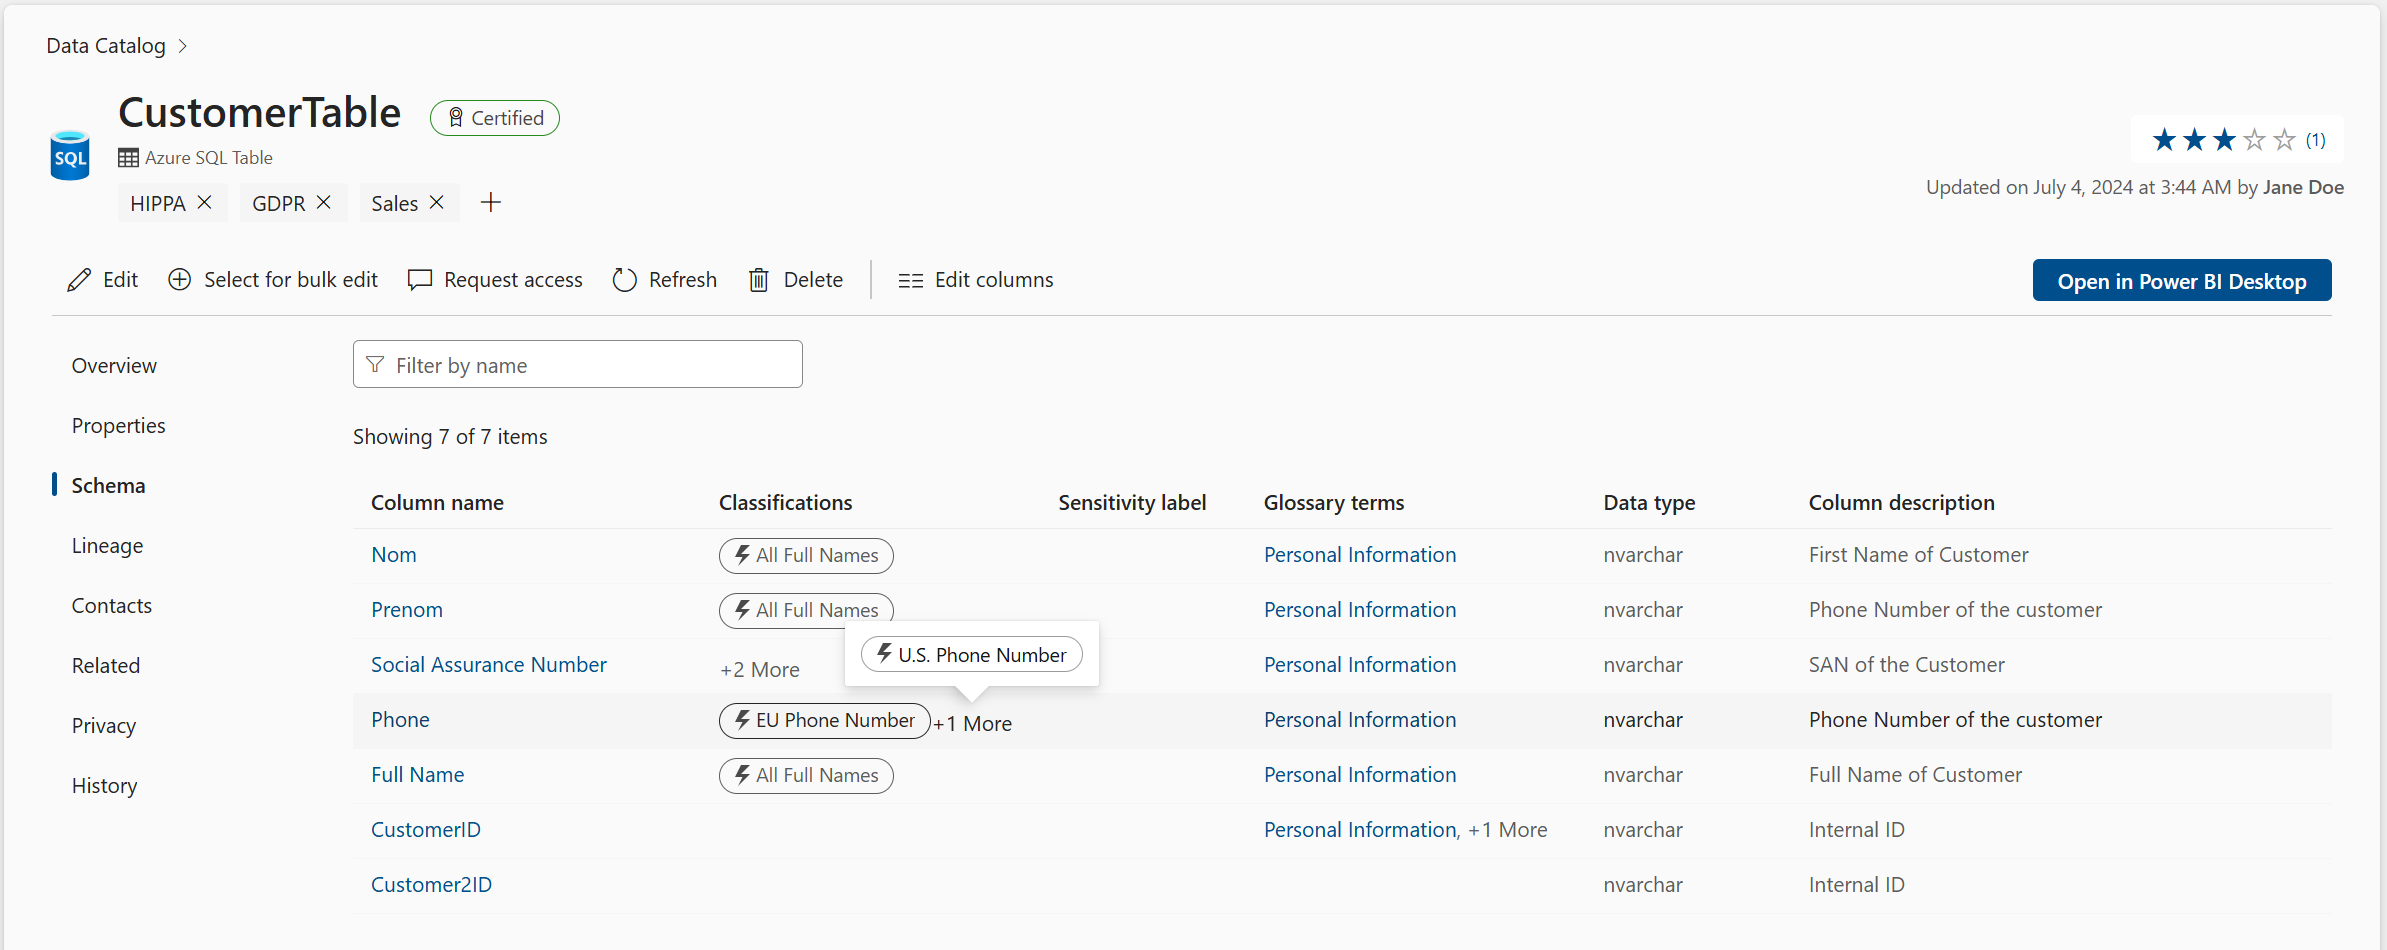 Data Catalog
CustomerTable
Certified
SQL
Azure SQL Table
(1)
Updated on July 4, 2024 at 3:44 AM by Jane Doe
HIPPA GDPR Sales
Edit Select for bulk edit Request access Refresh Delete Edit columns Open in Power BI Desktop
Overview
Properties
Schema
Lineage
Contacts
Related
Privacy
History
Filter by name
Showing 7 of 7 items
Column name Classifications Sensitivity label Glossary terms Data type Column description
Nom All Full Names Personal Information nvarchar First Name of Customer
Prenom All Full Names Personal Information nvarchar Phone Number of the customer
U.S. Phone Number
Social Assurance Number +2 More Personal Information nvarchar SAN of the Customer
Phone EU Phone Number +1 More Personal Information nvarchar Phone Number of the customer
Full Name All Full Names Personal Information nvarchar Full Name of Customer
CustomerID Personal Information, +1 More nvarchar Internal ID
Customer2ID nvarchar Internal ID